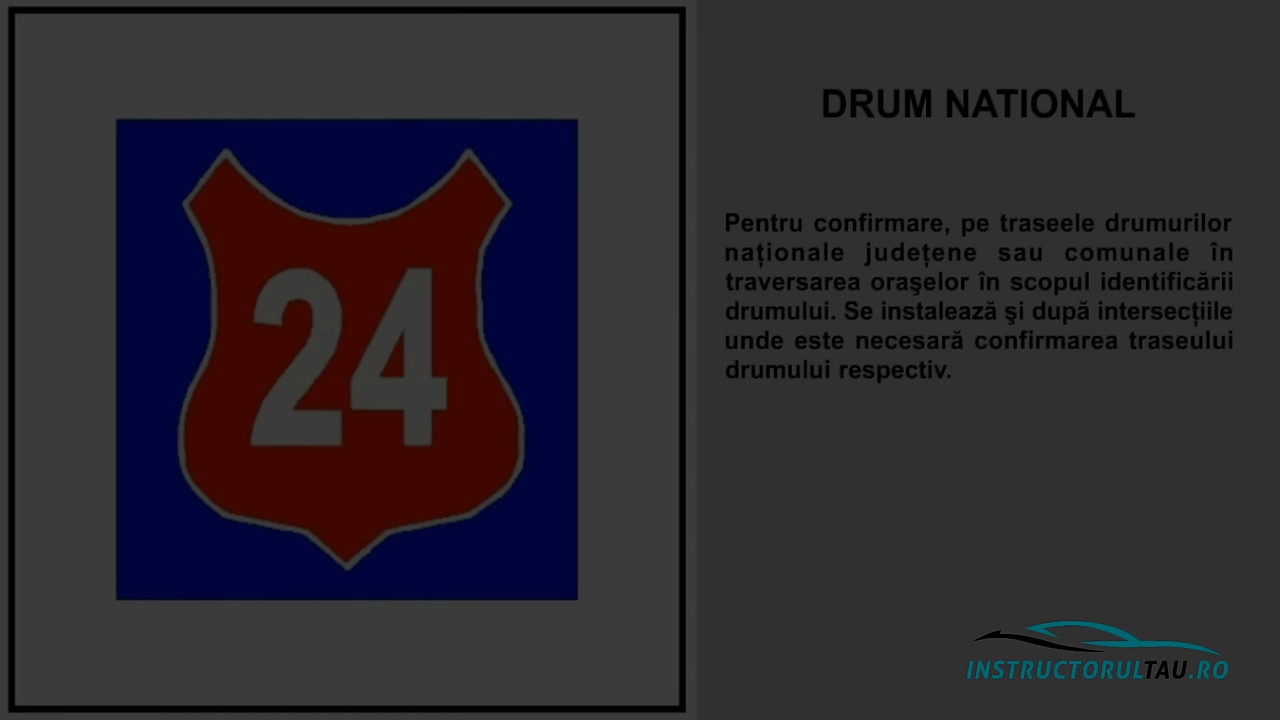 24
DRUM NATIONAL
Pentru confirmare, pe traseele drumurilor
naționale județene sau comunale în
traversarea oraşelor în scopul identificării
drumului. Se instalează şi după intersecțiile
unde este necesară confirmarea traseului
drumului respectiv.
INSTRUCTORULTAU.RO